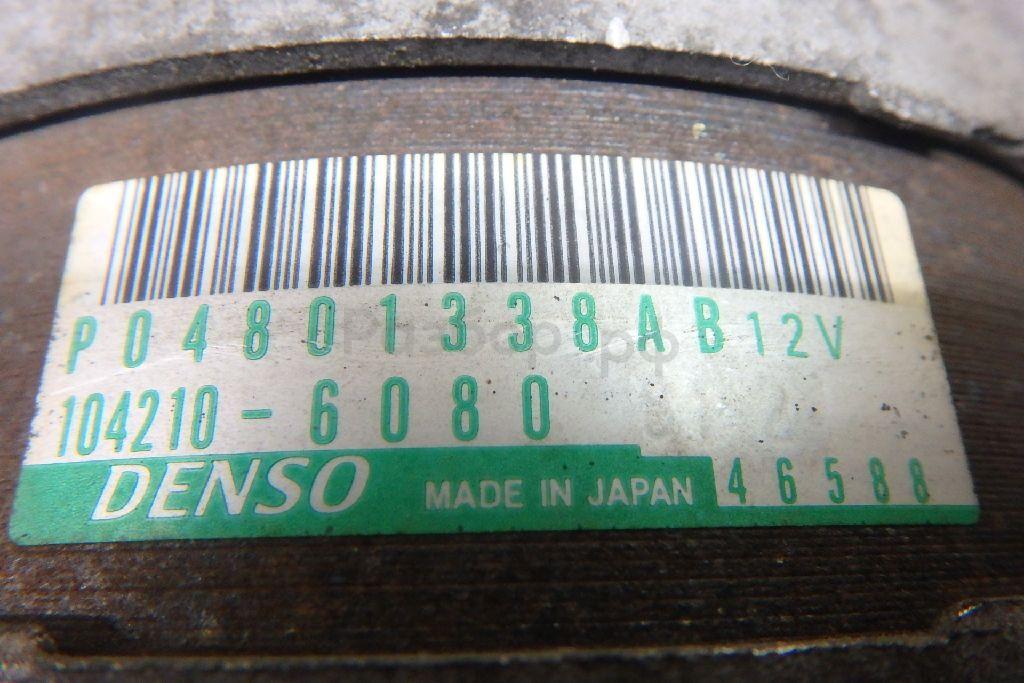 P04801338AB 12V
104210-6080
DENSO MADE IN JAPAN 46588